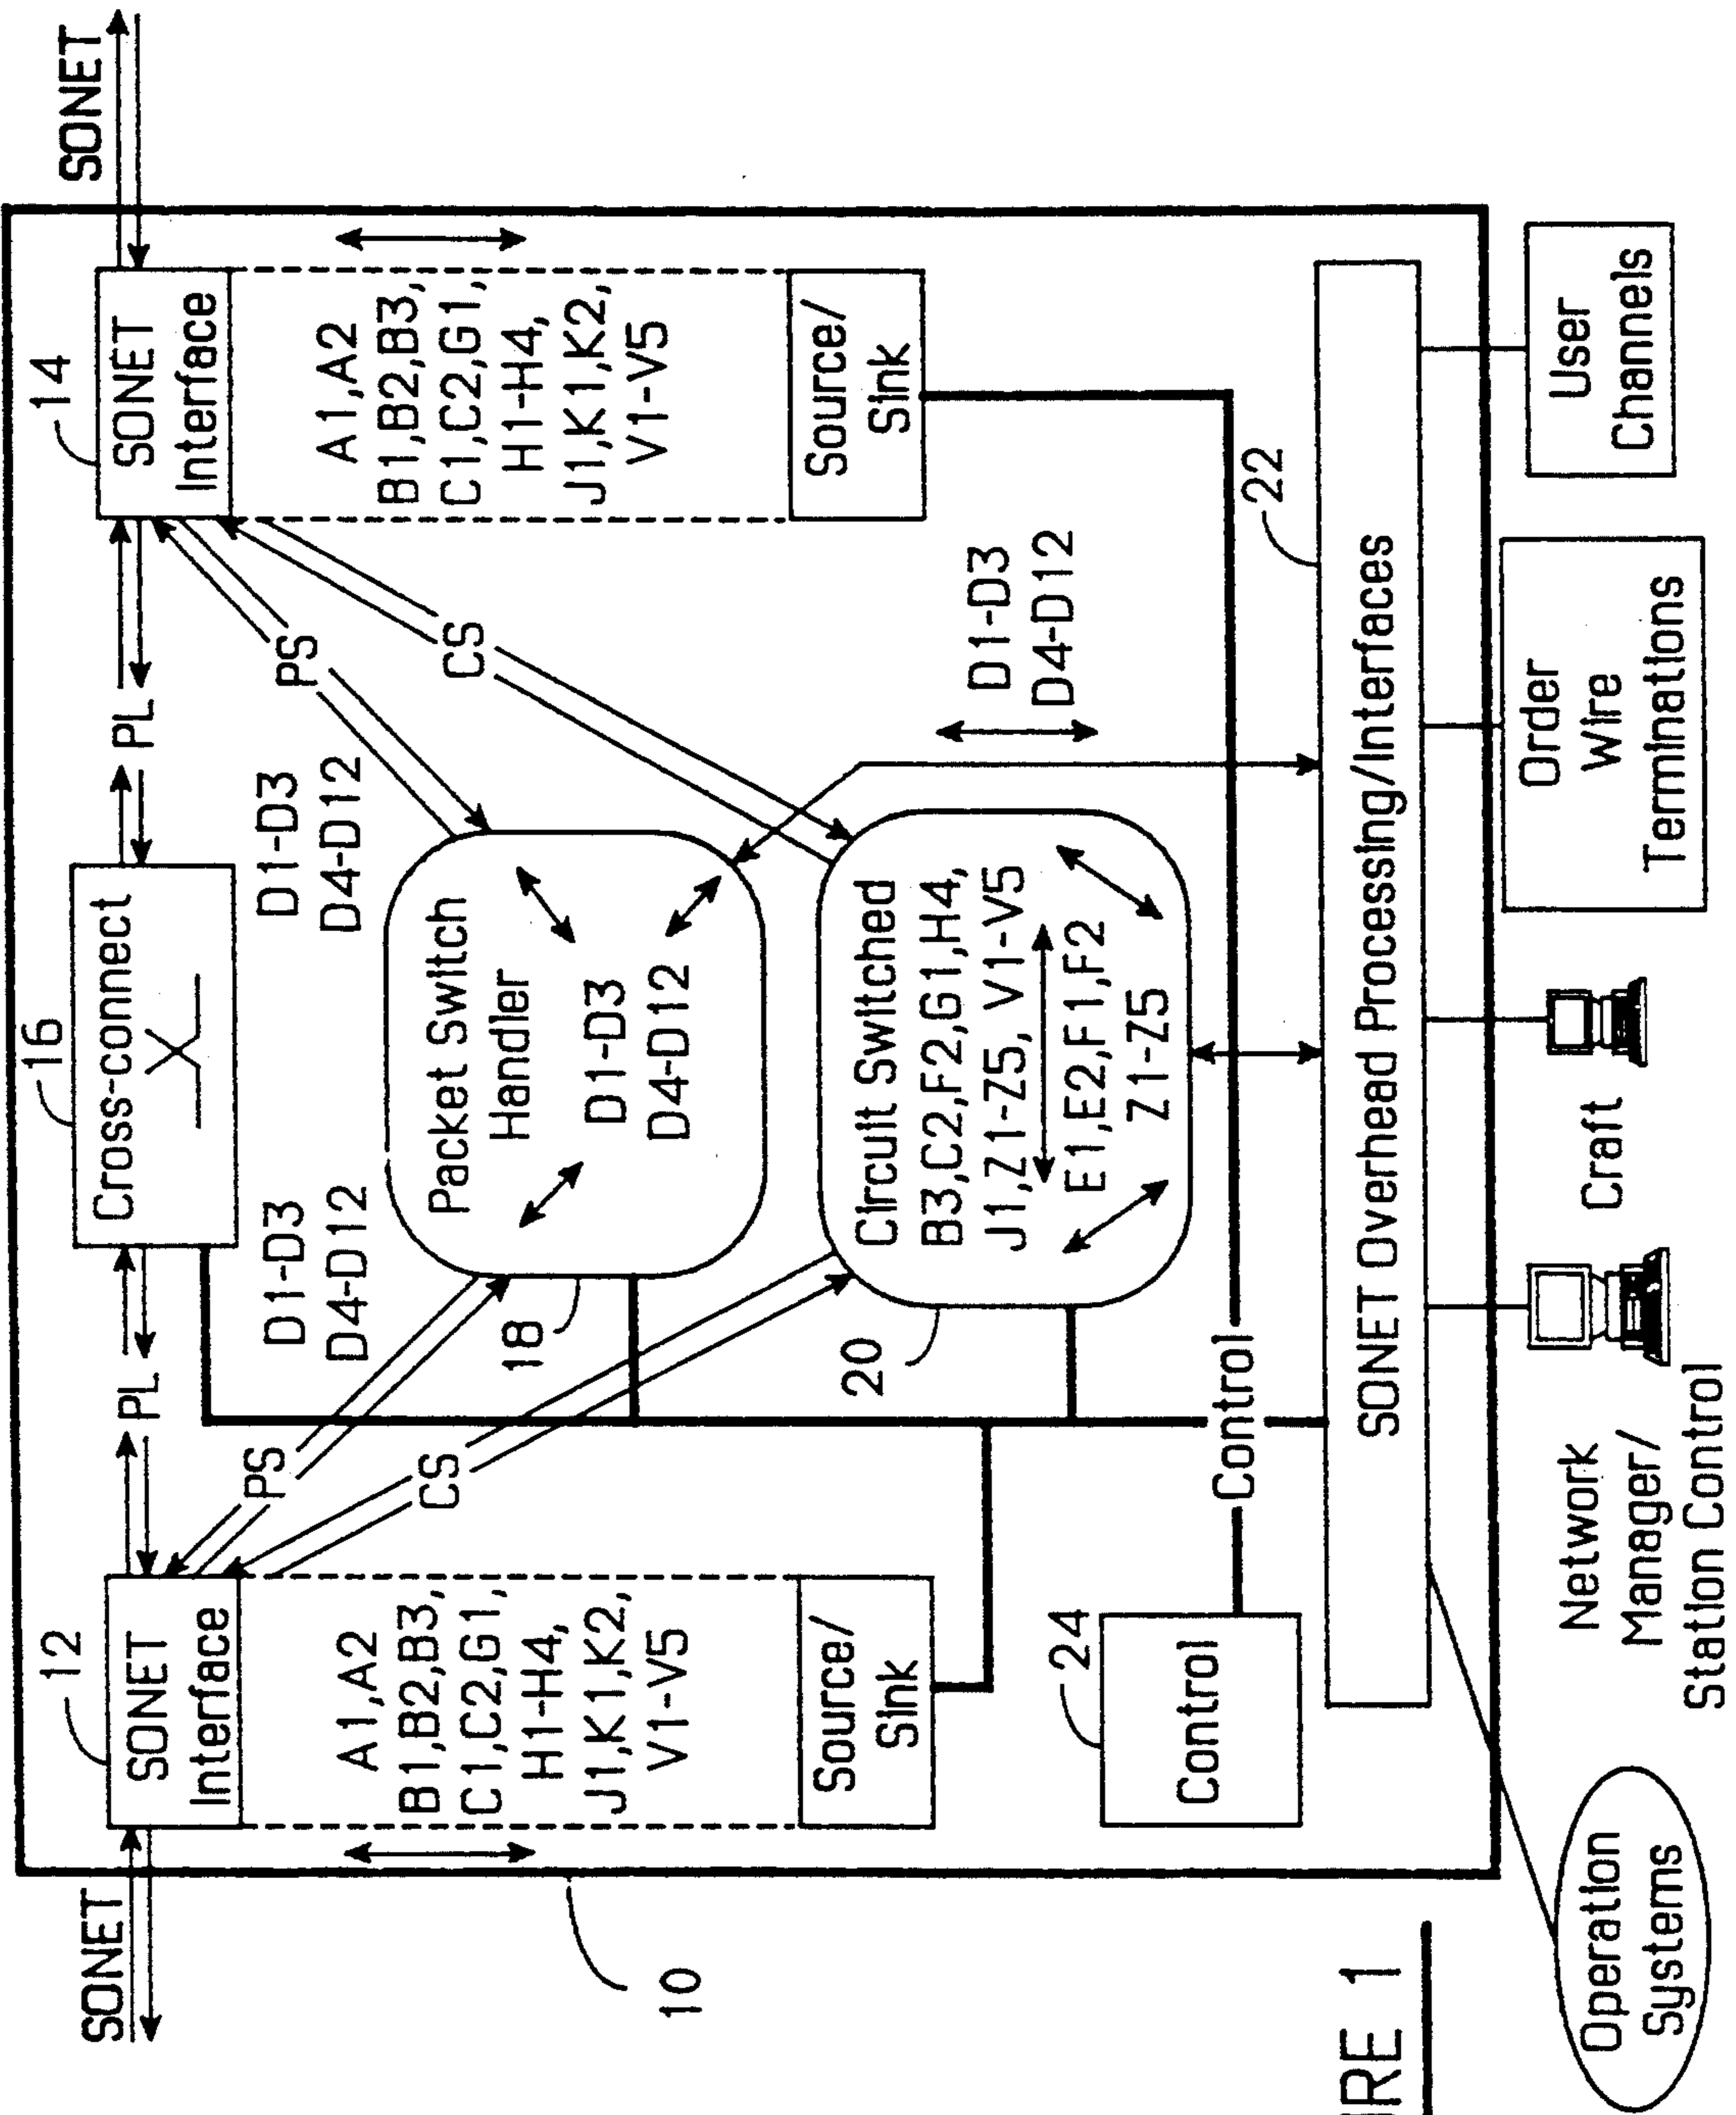 SONET
SONET
12
SONET
Interface
A1,A2
B1,B2,B3,
C1,C2,G1,
H1-H4,
J1,K1,K2,
V1-V5
Source/
Sink
PL
16
Cross-connect
PL
14
SONET
Interface
A1,A2
B1,B2,B3,
C1,C2,G1,
H1-H4,
J1,K1,K2,
V1-V5
Source/
Sink
D1-D3
D4-D12
D1-D3
D4-D12
PS
PS
CS
CS
Packet Switch
Handler
D1-D3
D4-D12
18
Circuit Switched
B3,C2,F2,G1,H4,
J1,Z1-Z5, V1-V5
E1,E2,F1,F2
Z1-Z5
20
D1-D3
D4-D12
10
24
Control
Control
22
SONET Overhead Processing/Interfaces
Operation
Systems
Network
Manager/
Station Control
Craft
Order
Wire
Terminations
User
Channels
RE 1